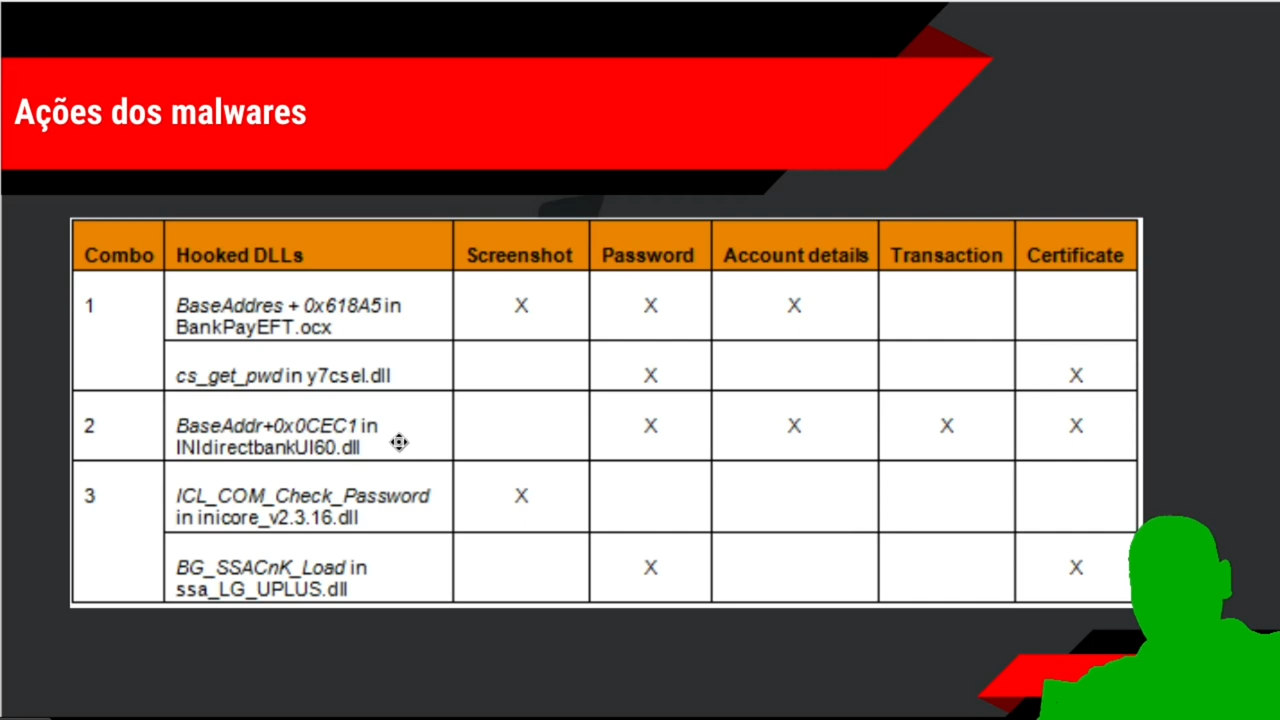 Ações dos malwares
Combo Hooked DLLs Screenshot Password Account details Transaction Certificate
1 BaseAddres + 0x618A5 in X X X
BankPayEFT.ocx
cs_get_pwd in y7csel.dll X X
2 BaseAddr+0x0CEC1 in X X X X
INIdirectbankUI60.dll
3 ICL_COM_Check_Password X
in inicore_v2.3.16.dll
BG_SSACnK_Load in X X
ssa_LG_UPLUS.dll